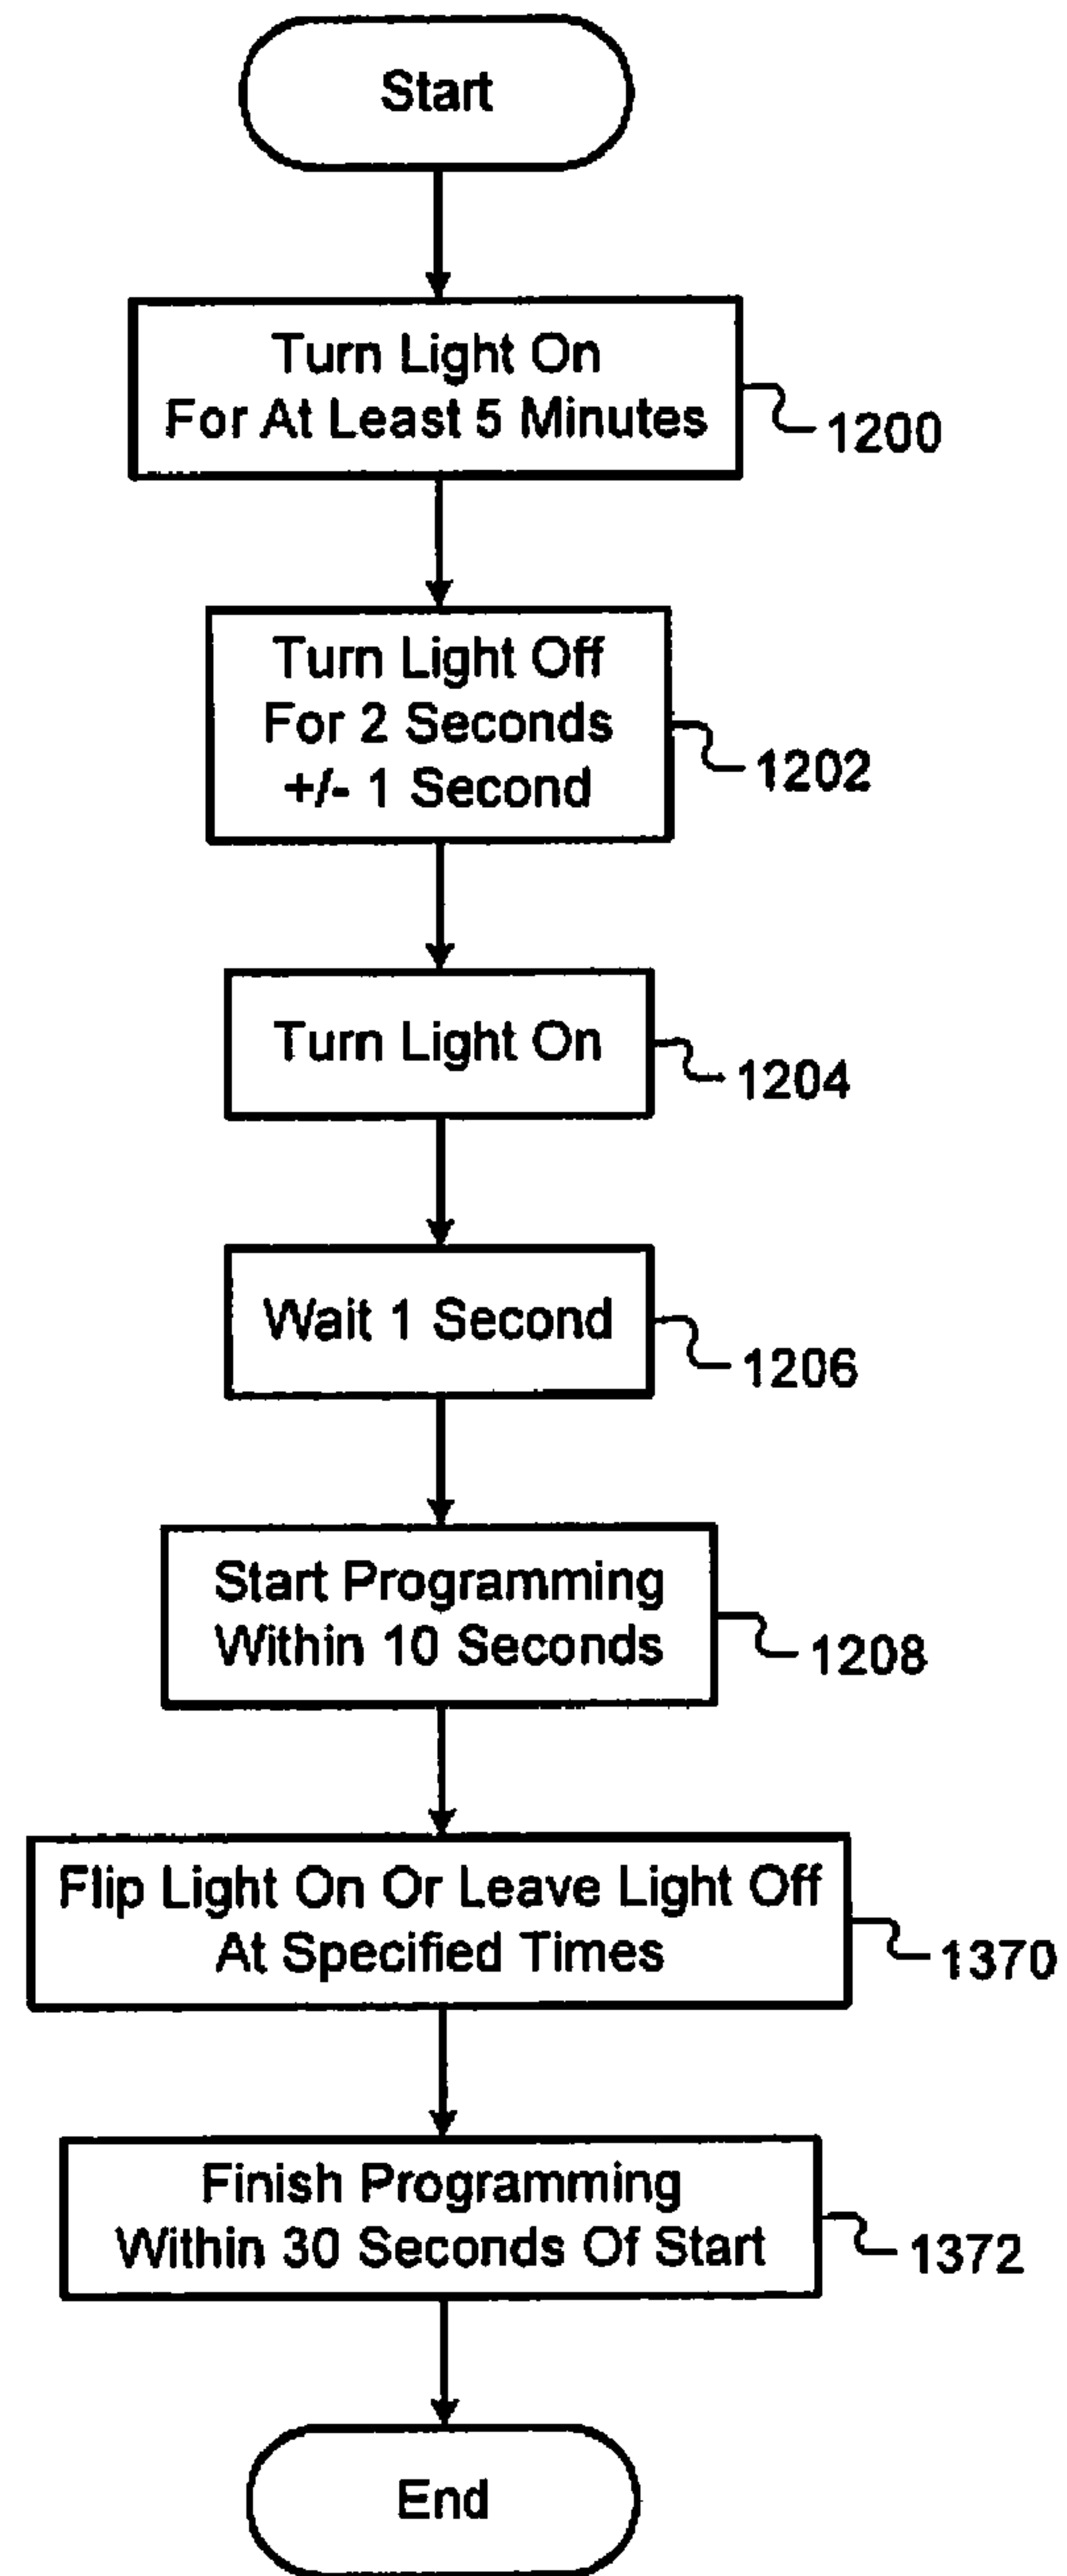 Start
Turn Light On
For At Least 5 Minutes
1200
Turn Light Off
For 2 Seconds
+/- 1 Second
1202
Turn Light On
1204
Wait 1 Second
1206
Start Programming
Within 10 Seconds
1208
Flip Light On Or Leave Light Off
At Specified Times
1370
Finish Programming
Within 30 Seconds Of Start
1372
End